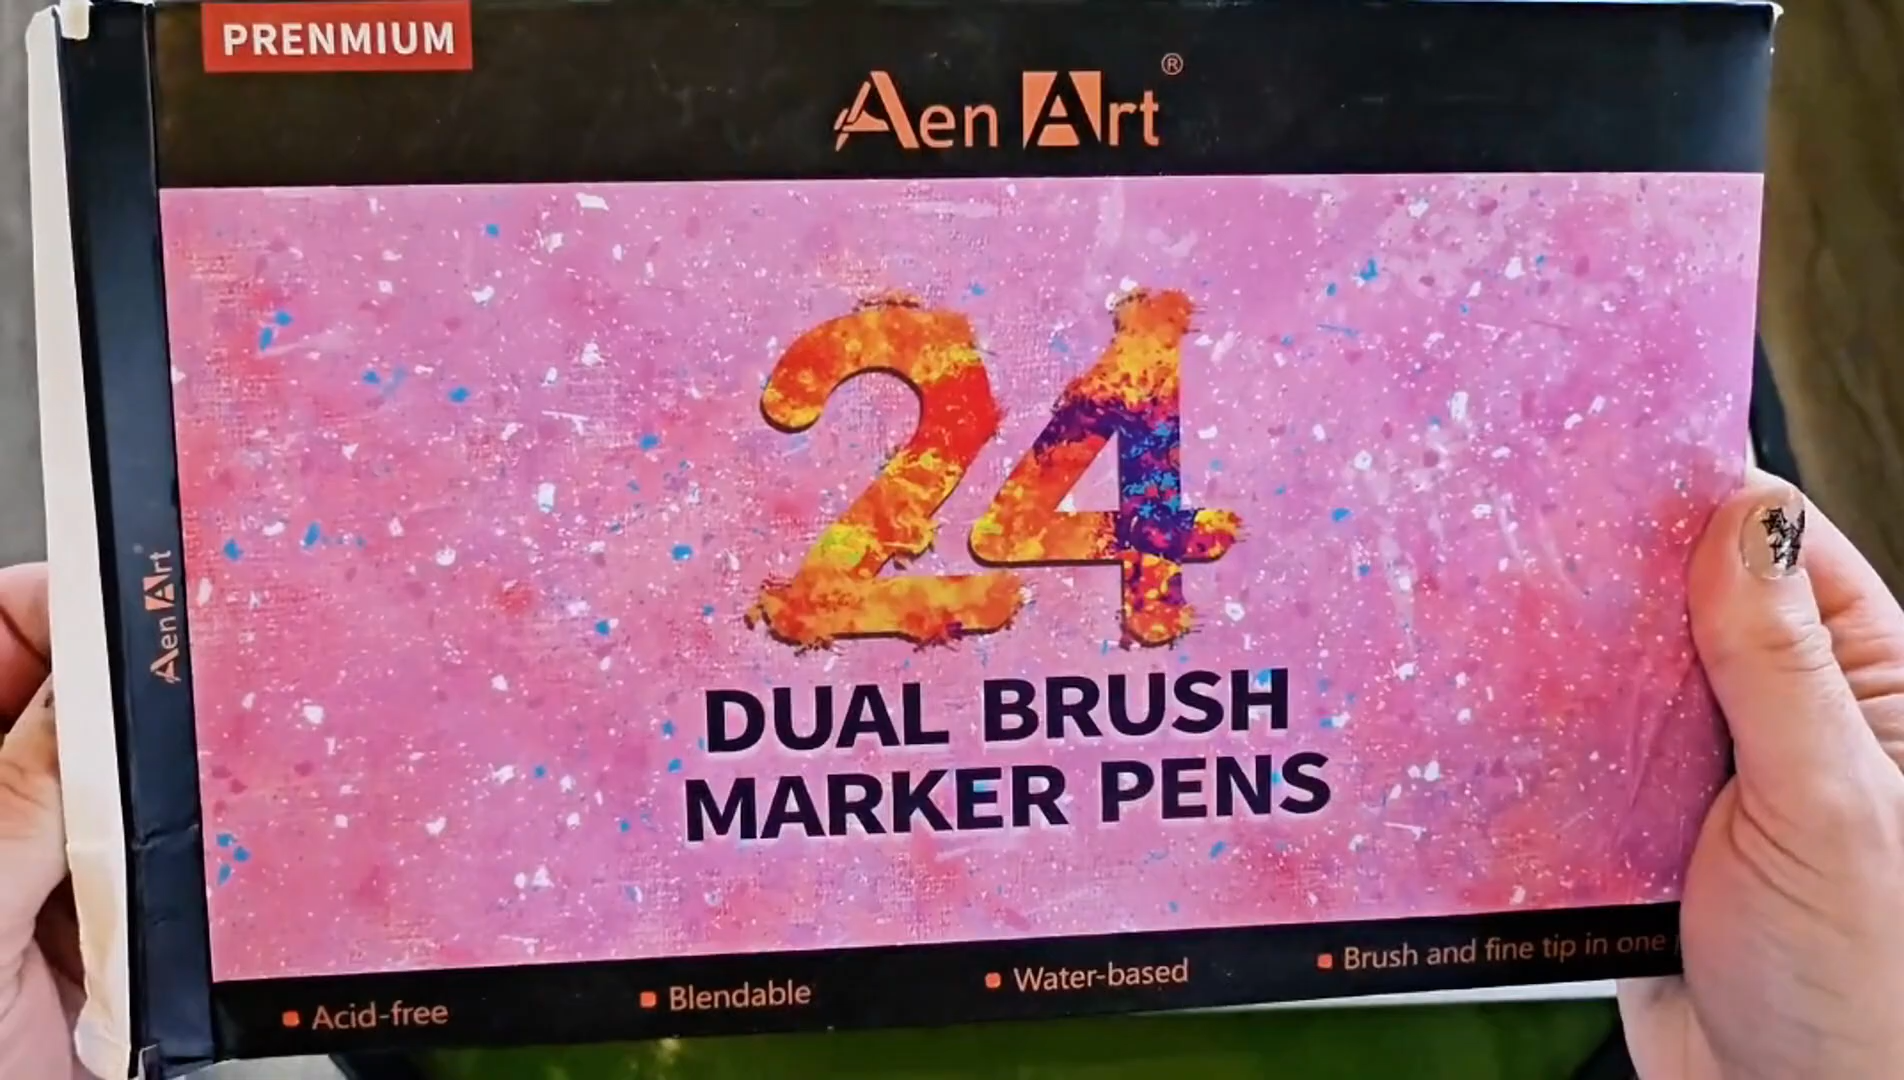 PRENMIUM
Aen Art®
24
DUAL BRUSH
MARKER PENS
Acid-free
Blendable
Water-based
Brush and fine tip in one
Aen Art